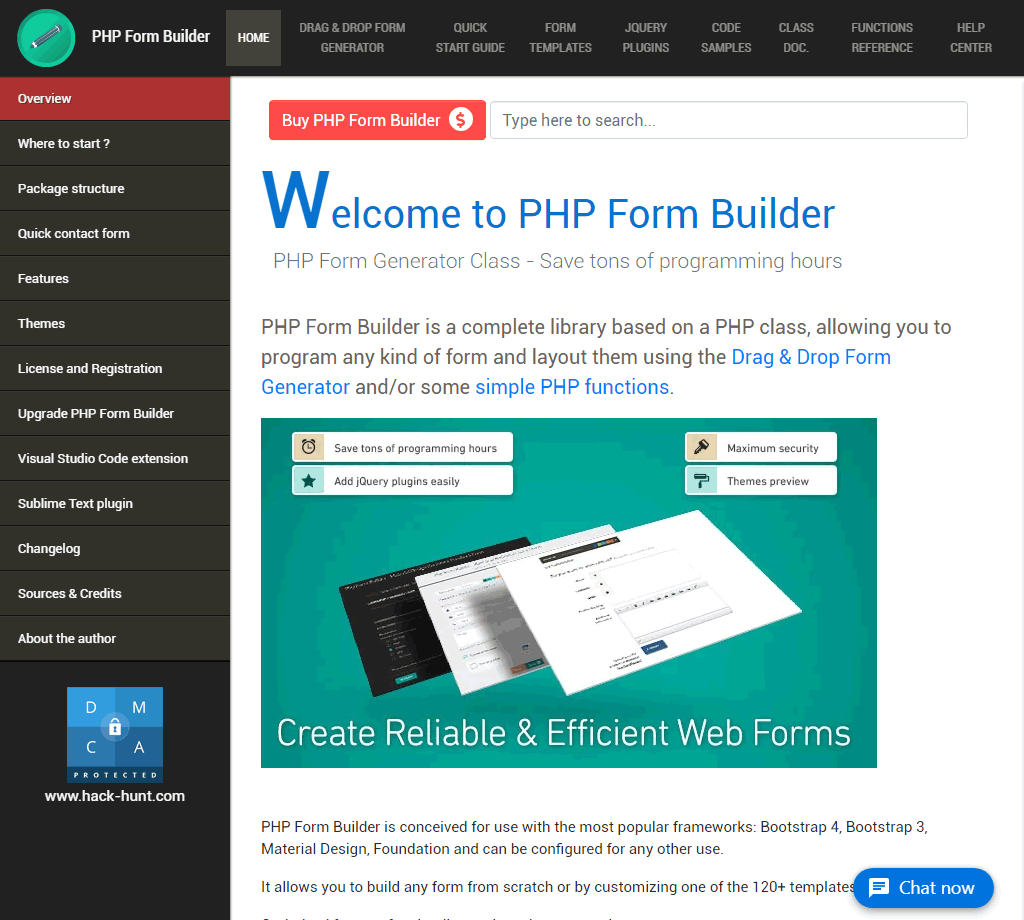 PHP Form Builder
HOME
DRAG & DROP FORM
GENERATOR
QUICK
START GUIDE
FORM
TEMPLATES
JQUERY
PLUGINS
CODE
SAMPLES
CLASS
DOC.
FUNCTIONS
REFERENCE
HELP
CENTER
Overview
Where to start ?
Package structure
Quick contact form
Features
Themes
License and Registration
Upgrade PHP Form Builder
Visual Studio Code extension
Sublime Text plugin
Changelog
Sources & Credits
About the author
D M
C A
PROTECTED
www.hack-hunt.com
Buy PHP Form Builder $
Type here to search...
Welcome to PHP Form Builder
PHP Form Generator Class - Save tons of programming hours
PHP Form Builder is a complete library based on a PHP class, allowing you to
program any kind of form and layout them using the Drag & Drop Form
Generator and/or some simple PHP functions.
Save tons of programming hours
Add jQuery plugins easily
Maximum security
Themes preview
Create Reliable & Efficient Web Forms
PHP Form Builder is conceived for use with the most popular frameworks: Bootstrap 4, Bootstrap 3,
Material Design, Foundation and can be configured for any other use.
It allows you to build any form from scratch or by customizing one of the 120+ templates
Chat now